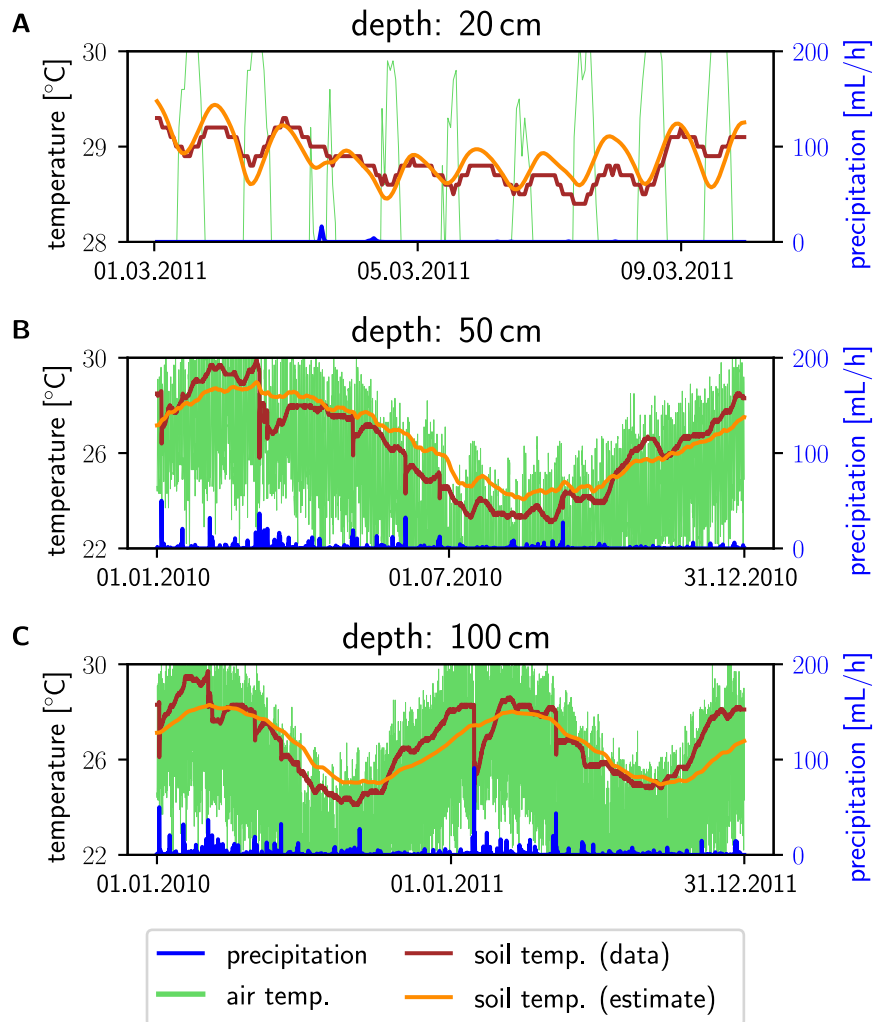 A
depth: 20 cm
temperature [°C]
30
29
28
200
100
0
precipitation [mL/h]
01.03.2011 05.03.2011 09.03.2011
B
depth: 50 cm
temperature [°C]
30
26
22
200
100
0
precipitation [mL/h]
01.01.2010 01.07.2010 31.12.2010
C
depth: 100 cm
temperature [°C]
30
26
22
200
100
0
precipitation [mL/h]
01.01.2010 01.01.2011 31.12.2011
precipitation soil temp. (data)
air temp. soil temp. (estimate)